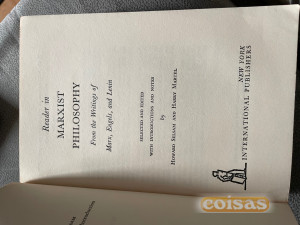 Reader in
MARXIST
PHILOSOPHY
From the Writings of
Marx, Engels, and Lenin
SELECTED AND EDITED
WITH INTRODUCTIONS AND NOTES
by
HOWARD SELSAM AND HARRY MARTEL
NEW YORK
INTERNATIONAL PUBLISHERS
coisas